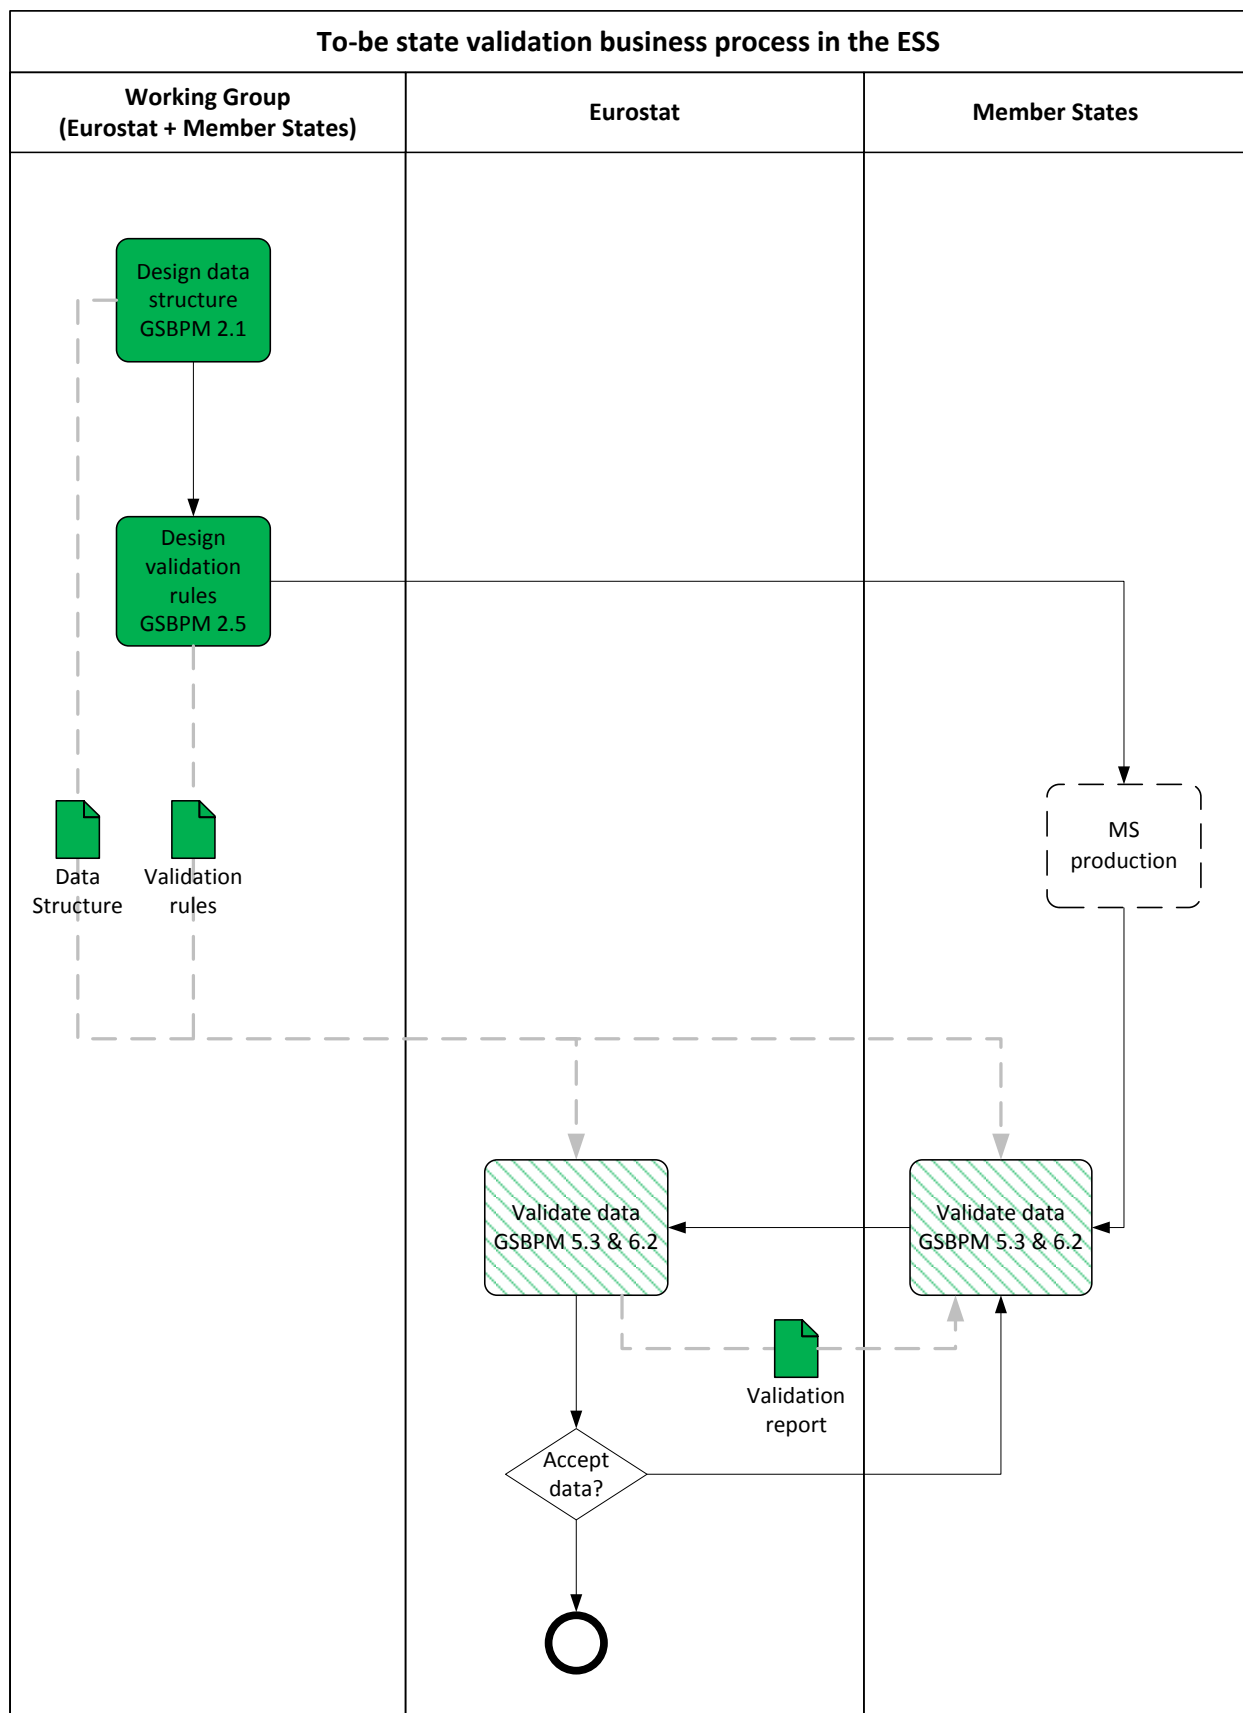 To-be state validation business process in the ESS
Working Group
(Eurostat + Member States)
Eurostat
Member States
Design data
structure
GSBPM 2.1
Design
validation
rules
GSBPM 2.5
Data
Structure
Validation
rules
MS
production
Validate data
GSBPM 5.3 & 6.2
Validate data
GSBPM 5.3 & 6.2
Validation
report
Accept
data?